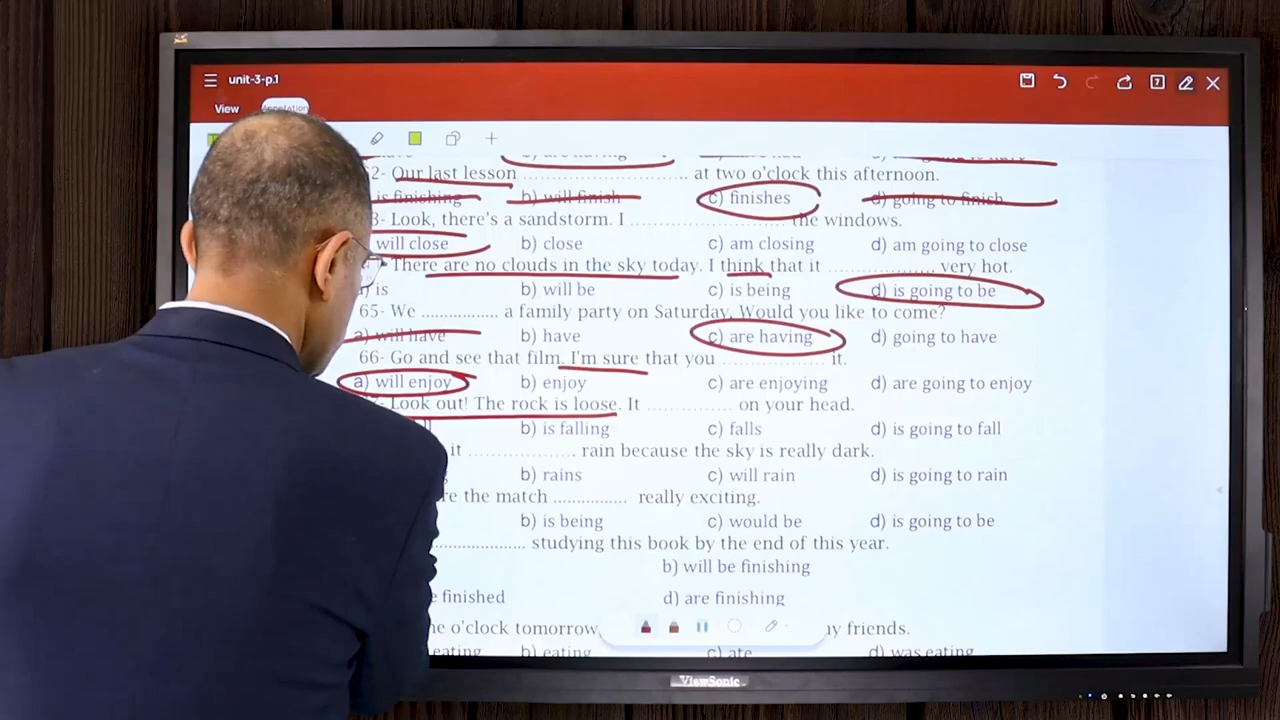 unit-3-p.1
View Annotation
b) are having
62- Our last lesson ................................ at two o'clock this afternoon.
is finishing b) will finish c) finishes d) going to finish
3- Look, there's a sandstorm. I .............................. the windows.
will close b) close c) am closing d) am going to close
There are no clouds in the sky today. I think that it ..................... very hot.
is b) will be c) is being d) is going to be
65- We ................ a family party on Saturday. Would you like to come?
a) will have b) have c) are having d) going to have
66- Go and see that film. I'm sure that you .................... it.
a) will enjoy b) enjoy c) are enjoying d) are going to enjoy
Look out! The rock is loose. It ................. on your head.
b) is falling c) falls d) is going to fall
it ..................... rain because the sky is really dark.
b) rains c) will rain d) is going to rain
re the match ............... really exciting.
b) is being c) would be d) is going to be
.................. studying this book by the end of this year.
b) will be finishing
e finished d) are finishing
o'clock tomorrow, y friends.
eating b) eating c) ate d) was eating
ViewSonic